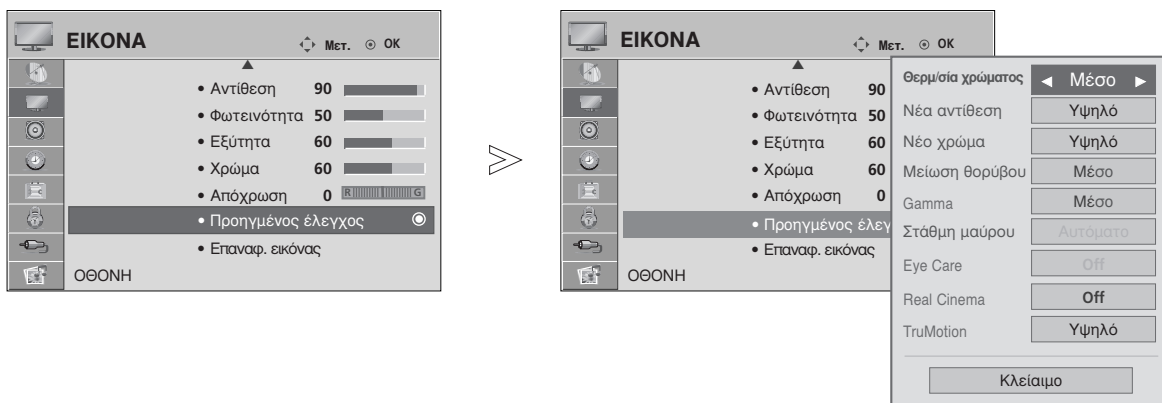 ΕΙΚΟΝΑ Μετ. OK
• Αντίθεση 90
• Φωτεινότητα 50
• Εξύτητα 60
• Χρώμα 60
• Απόχρωση 0 R G
• Προηγμένος έλεγχος
• Επαναφ. εικόνας
ΟΘΟΝΗ
ΕΙΚΟΝΑ Μετ. OK
• Αντίθεση 90
• Φωτεινότητα 50
• Εξύτητα 60
• Χρώμα 60
• Απόχρωση 0
• Προηγμένος έλεγ
• Επαναφ. εικόνας
ΟΘΟΝΗ
Θερμ/σία χρώματος ◄ Μέσο ►
Νέα αντίθεση Υψηλό
Νέο χρώμα Υψηλό
Μείωση θορύβου Μέσο
Gamma Μέσο
Στάθμη μαύρου Αυτόματο
Eye Care Off
Real Cinema Off
TruMotion Υψηλό
Κλείαιμο